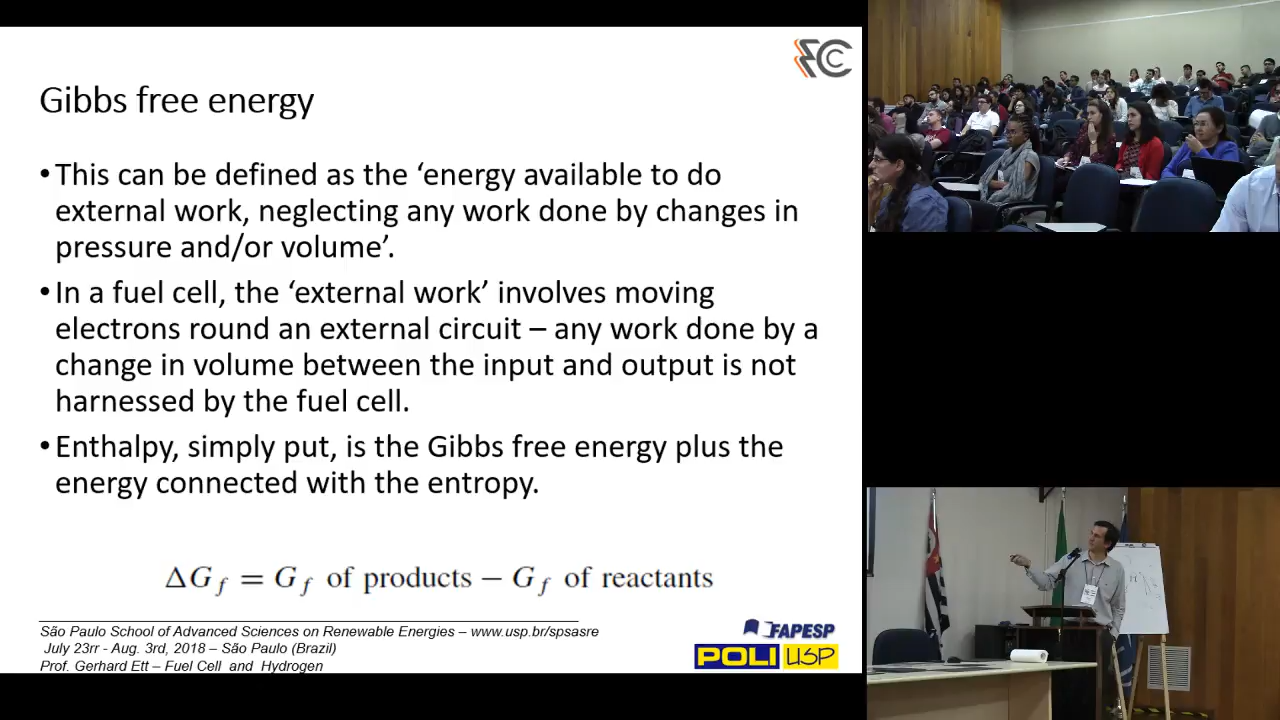 FC
Gibbs free energy
•This can be defined as the ‘energy available to do
external work, neglecting any work done by changes in
pressure and/or volume’.
•In a fuel cell, the ‘external work’ involves moving
electrons round an external circuit – any work done by a
change in volume between the input and output is not
harnessed by the fuel cell.
•Enthalpy, simply put, is the Gibbs free energy plus the
energy connected with the entropy.
ΔG_f = G_f of products − G_f of reactants
São Paulo School of Advanced Sciences on Renewable Energies – www.usp.br/spsasre
July 23rr - Aug. 3rd, 2018 – São Paulo (Brazil)
Prof. Gerhard Ett – Fuel Cell and Hydrogen
FAPESP
POLI USP